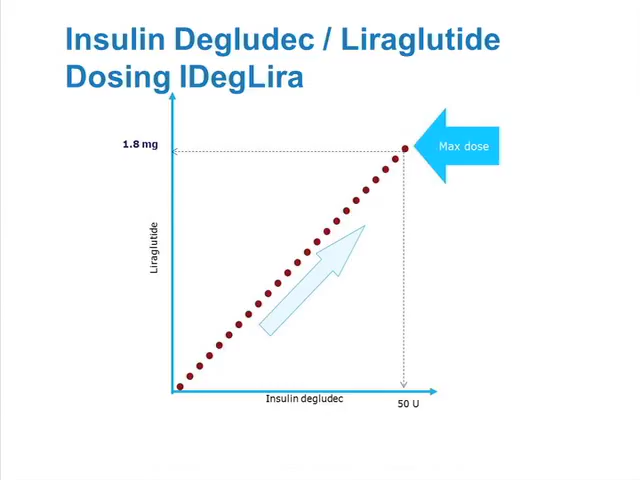 Insulin Degludec / Liraglutide
Dosing IDegLira
1.8 mg
Max dose
Liraglutide
Insulin degludec
50 U